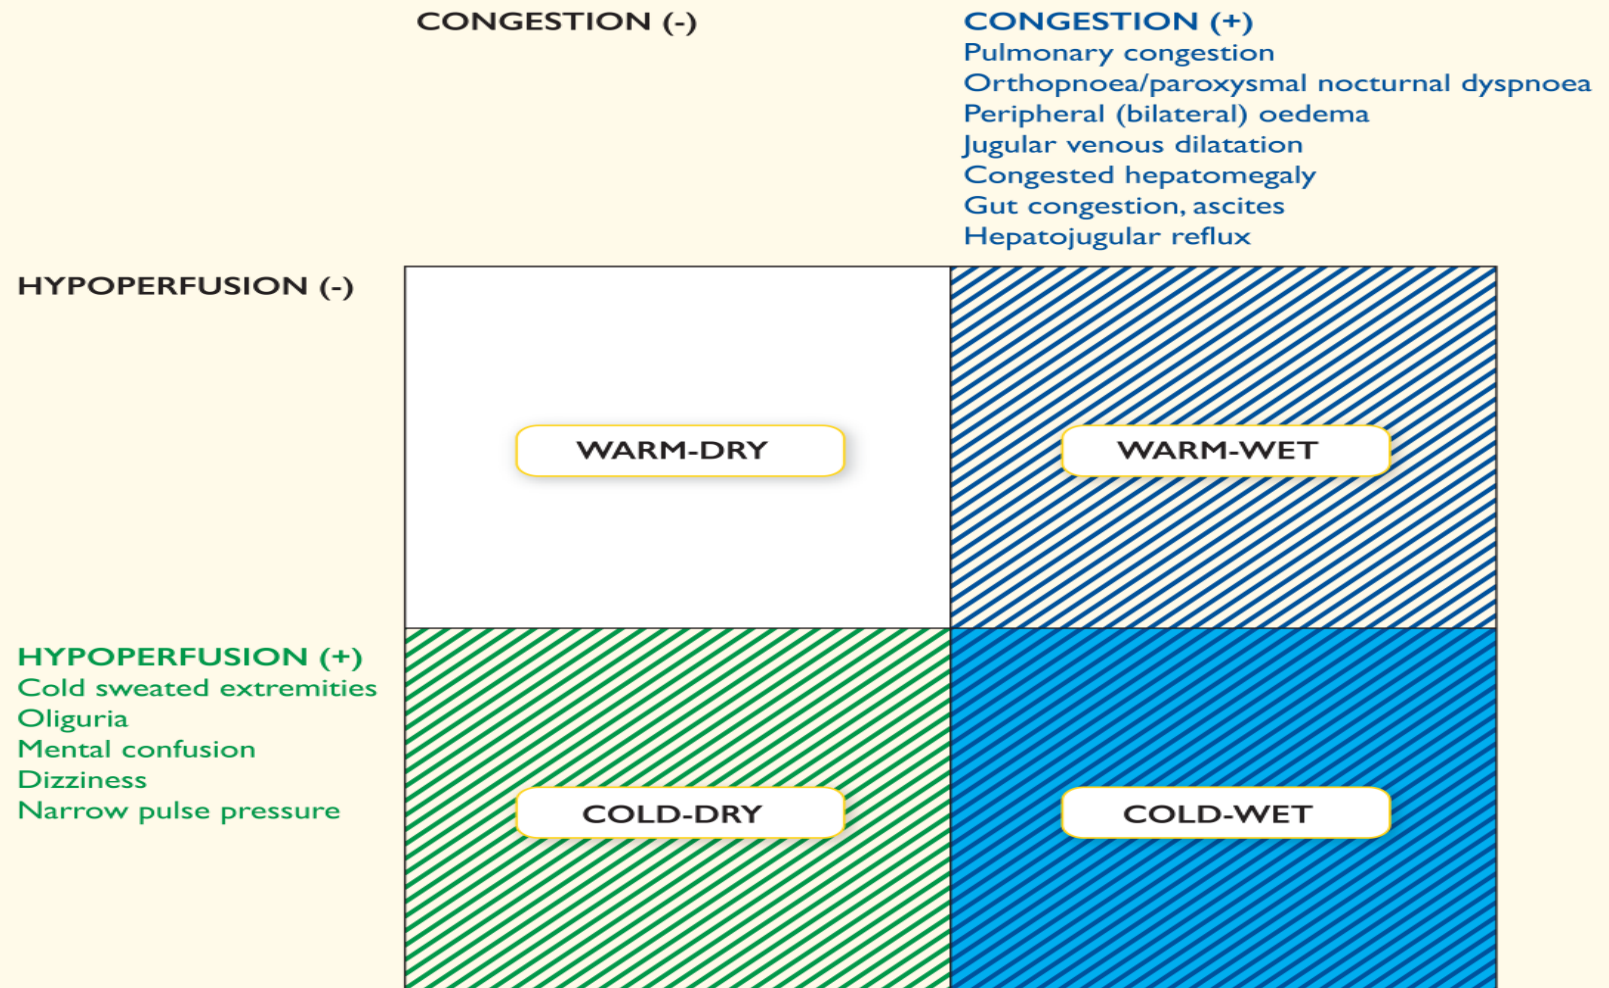 CONGESTION (-)
CONGESTION (+)
Pulmonary congestion
Orthopnoea/paroxysmal nocturnal dyspnoea
Peripheral (bilateral) oedema
Jugular venous dilatation
Congested hepatomegaly
Gut congestion, ascites
Hepatojugular reflux
HYPOPERFUSION (-)
WARM-DRY
WARM-WET
HYPOPERFUSION (+)
Cold sweated extremities
Oliguria
Mental confusion
Dizziness
Narrow pulse pressure
COLD-DRY
COLD-WET